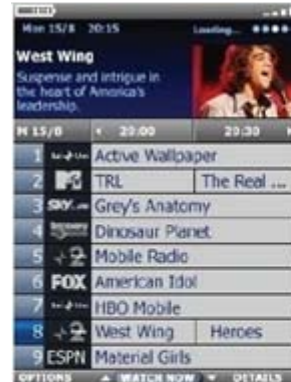 Mon 15/8 20:15 Loading...
West Wing
Suspense and intrigue in
the heart of America's
leadership.
M 15/8 20:00 20:30
1 Active Wallpaper
2 MTV TRL The Real ...
3 SKY Grey's Anatomy
4 Dinosaur Planet
5 Mobile Radio
6 FOX American Idol
7 HBO Mobile
8 West Wing Heroes
9 ESPN Material Girls
OPTIONS WATCH NOW DETAILS